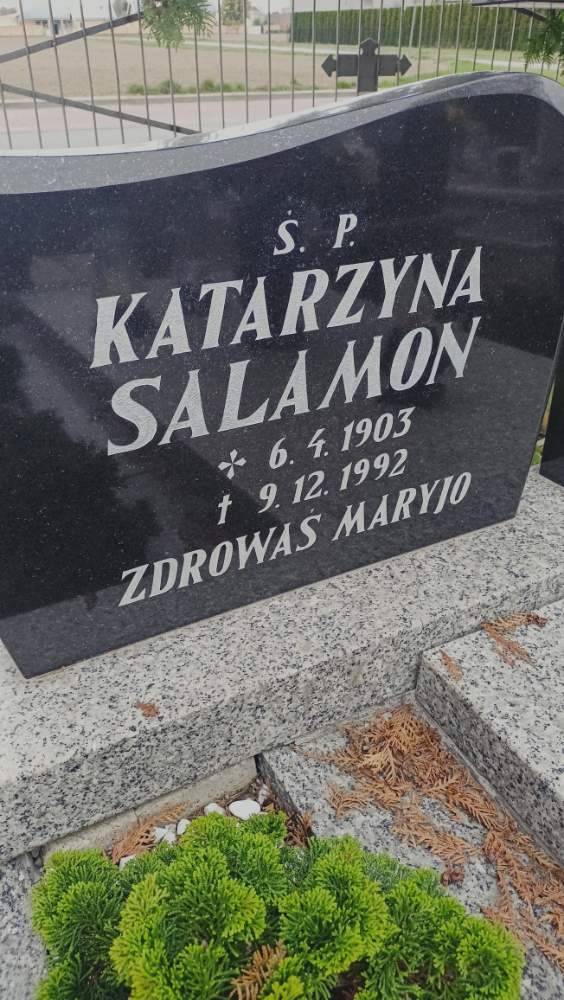 Ś. P.
KATARZYNA
SALAMON
* 6. 4. 1903
† 9. 12. 1992
ZDROWAŚ MARYJO